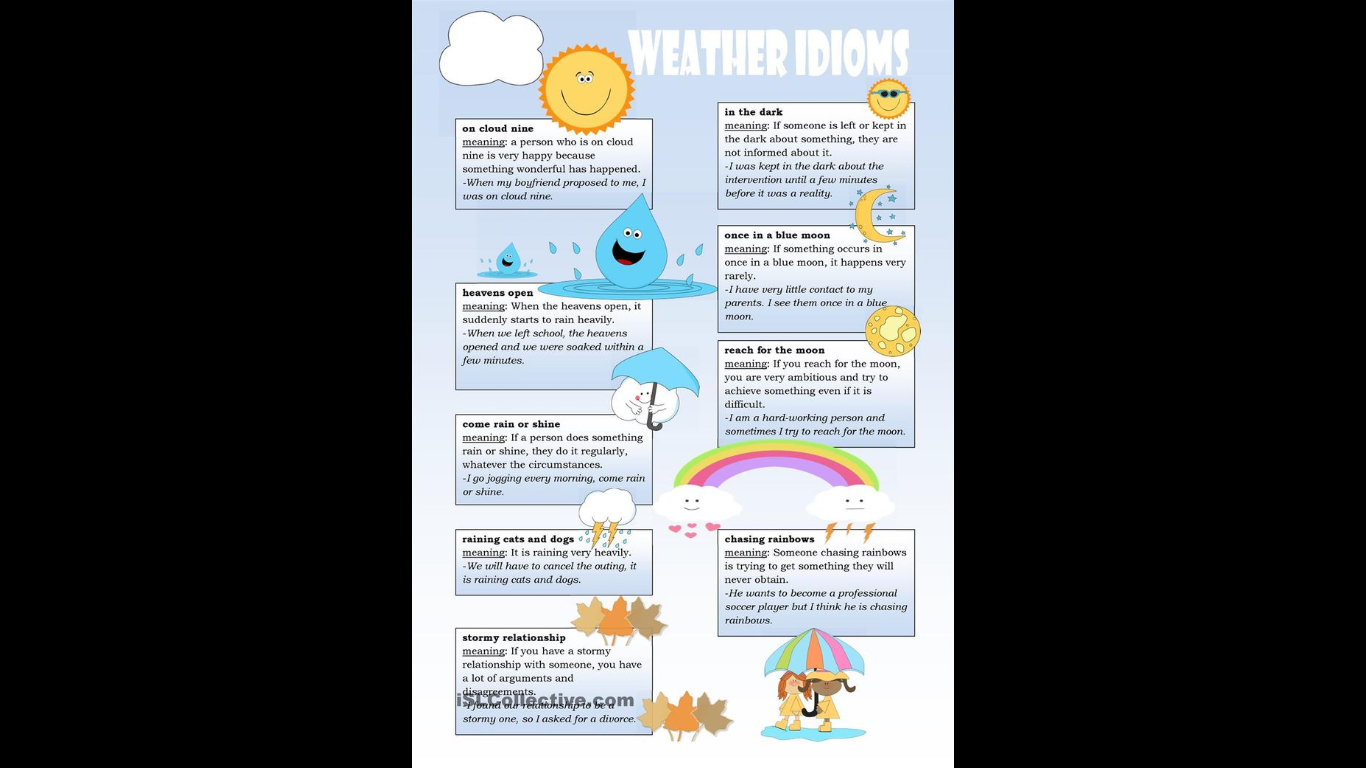 WEATHER IDIOMS
on cloud nine
meaning: a person who is on cloud
nine is very happy because
something wonderful has happened.
-When my boyfriend proposed to me, I
was on cloud nine.
heavens open
meaning: When the heavens open, it
suddenly starts to rain heavily.
-When we left school, the heavens
opened and we were soaked within a
few minutes.
come rain or shine
meaning: If a person does something
rain or shine, they do it regularly,
whatever the circumstances.
-I go jogging every morning, come rain
or shine.
raining cats and dogs
meaning: It is raining very heavily.
-We will have to cancel the outing, it
is raining cats and dogs.
stormy relationship
meaning: If you have a stormy
relationship with someone, you have
a lot of arguments and
disagreements.
iSLCollective.com
-I found our relationship to be a
stormy one, so I asked for a divorce.
in the dark
meaning: If someone is left or kept in
the dark about something, they are
not informed about it.
-I was kept in the dark about the
intervention until a few minutes
before it was a reality.
once in a blue moon
meaning: If something occurs in
once in a blue moon, it happens very
rarely.
-I have very little contact to my
parents. I see them once in a blue
moon.
reach for the moon
meaning: If you reach for the moon,
you are very ambitious and try to
achieve something even if it is
difficult.
-I am a hard-working person and
sometimes I try to reach for the moon.
chasing rainbows
meaning: Someone chasing rainbows
is trying to get something they will
never obtain.
-He wants to become a professional
soccer player but I think he is chasing
rainbows.